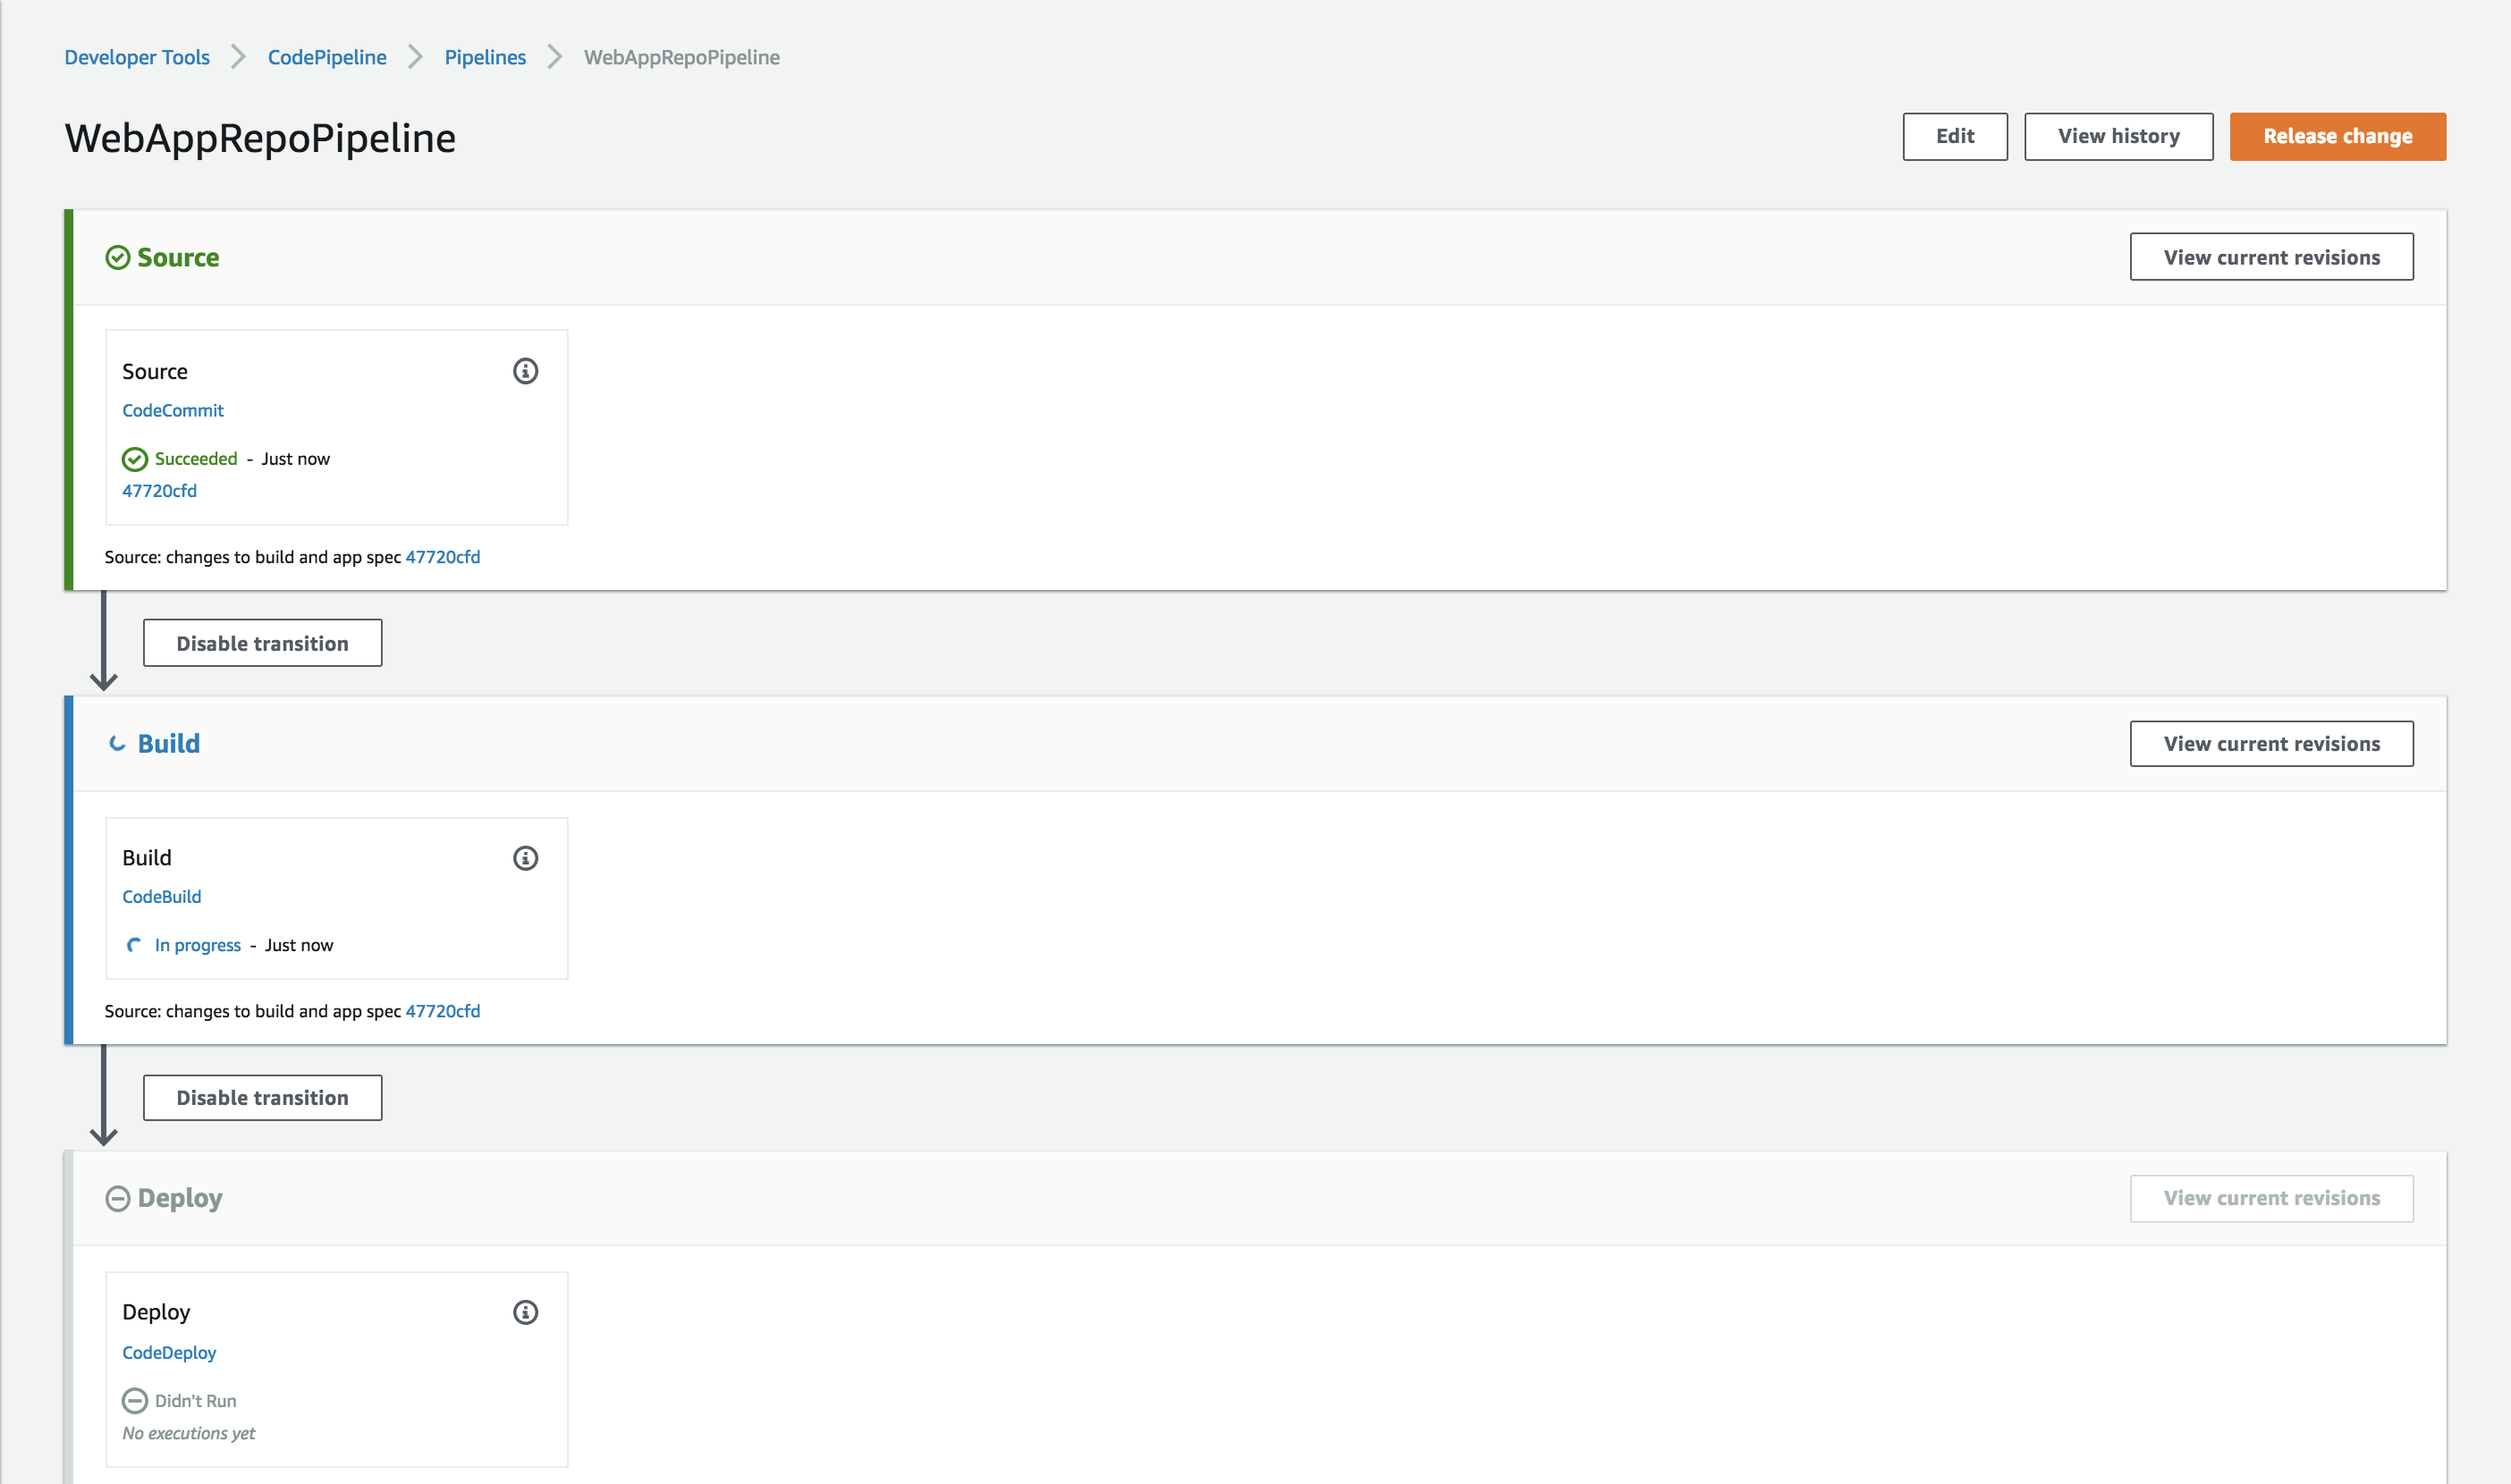 Developer Tools > CodePipeline > Pipelines > WebAppRepoPipeline
WebAppRepoPipeline
Edit
View history
Release change
Source
View current revisions
Source
CodeCommit
Succeeded - Just now
47720cfd
Source: changes to build and app spec 47720cfd
Disable transition
Build
View current revisions
Build
CodeBuild
In progress - Just now
Source: changes to build and app spec 47720cfd
Disable transition
Deploy
View current revisions
Deploy
CodeDeploy
Didn't Run
No executions yet